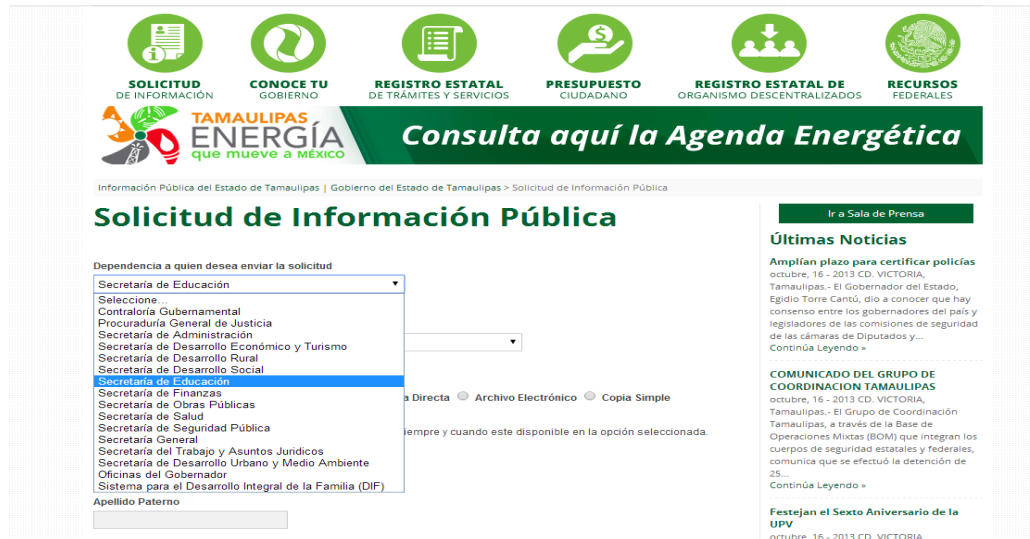 SOLICITUD
DE INFORMACIÓN
CONOCE TU
GOBIERNO
REGISTRO ESTATAL
DE TRÁMITES Y SERVICIOS
PRESUPUESTO
CIUDADANO
REGISTRO ESTATAL DE
ORGANISMO DESCENTRALIZADOS
RECURSOS
FEDERALES
TAMAULIPAS
ENERGÍA
que mueve a MÉXICO
Consulta aquí la Agenda Energética
Información Pública del Estado de Tamaulipas | Gobierno del Estado de Tamaulipas > Solicitud de Información Pública
Solicitud de Información Pública
Dependencia a quien desea enviar la solicitud
Secretaría de Educación
Seleccione...
Contraloría Gubernamental
Procuraduría General de Justicia
Secretaría de Administración
Secretaría de Desarrollo Económico y Turismo
Secretaría de Desarrollo Rural
Secretaría de Desarrollo Social
Secretaría de Educación
Secretaría de Finanzas
Secretaría de Obras Públicas
Secretaría de Salud
Secretaría de Seguridad Pública
Secretaría General
Secretaría del Trabajo y Asuntos Juridicos
Secretaría de Desarrollo Urbano y Medio Ambiente
Oficinas del Gobernador
Sistema para el Desarrollo Integral de la Familia (DIF)
a Directa Archivo Electrónico Copia Simple
iempre y cuando este disponible en la opción seleccionada.
Apellido Paterno
Ir a Sala de Prensa
Últimas Noticias
Amplían plazo para certificar policías
octubre, 16 - 2013 CD. VICTORIA,
Tamaulipas.- El Gobernador del Estado,
Egidio Torre Cantú, dio a conocer que hay
consenso entre los gobernadores del país y
legisladores de las comisiones de seguridad
de las cámaras de Diputados y...
Continúa Leyendo »
COMUNICADO DEL GRUPO DE
COORDINACION TAMAULIPAS
octubre, 16 - 2013 CD. VICTORIA,
Tamaulipas.- El Grupo de Coordinación
Tamaulipas, a través de la Base de
Operaciones Mixtas (BOM) que integran los
cuerpos de seguridad estatales y federales,
comunica que se efectuó la detención de
25...
Continúa Leyendo »
Festejan el Sexto Aniversario de la
UPV
octubre, 16 - 2013 CD. VICTORIA,